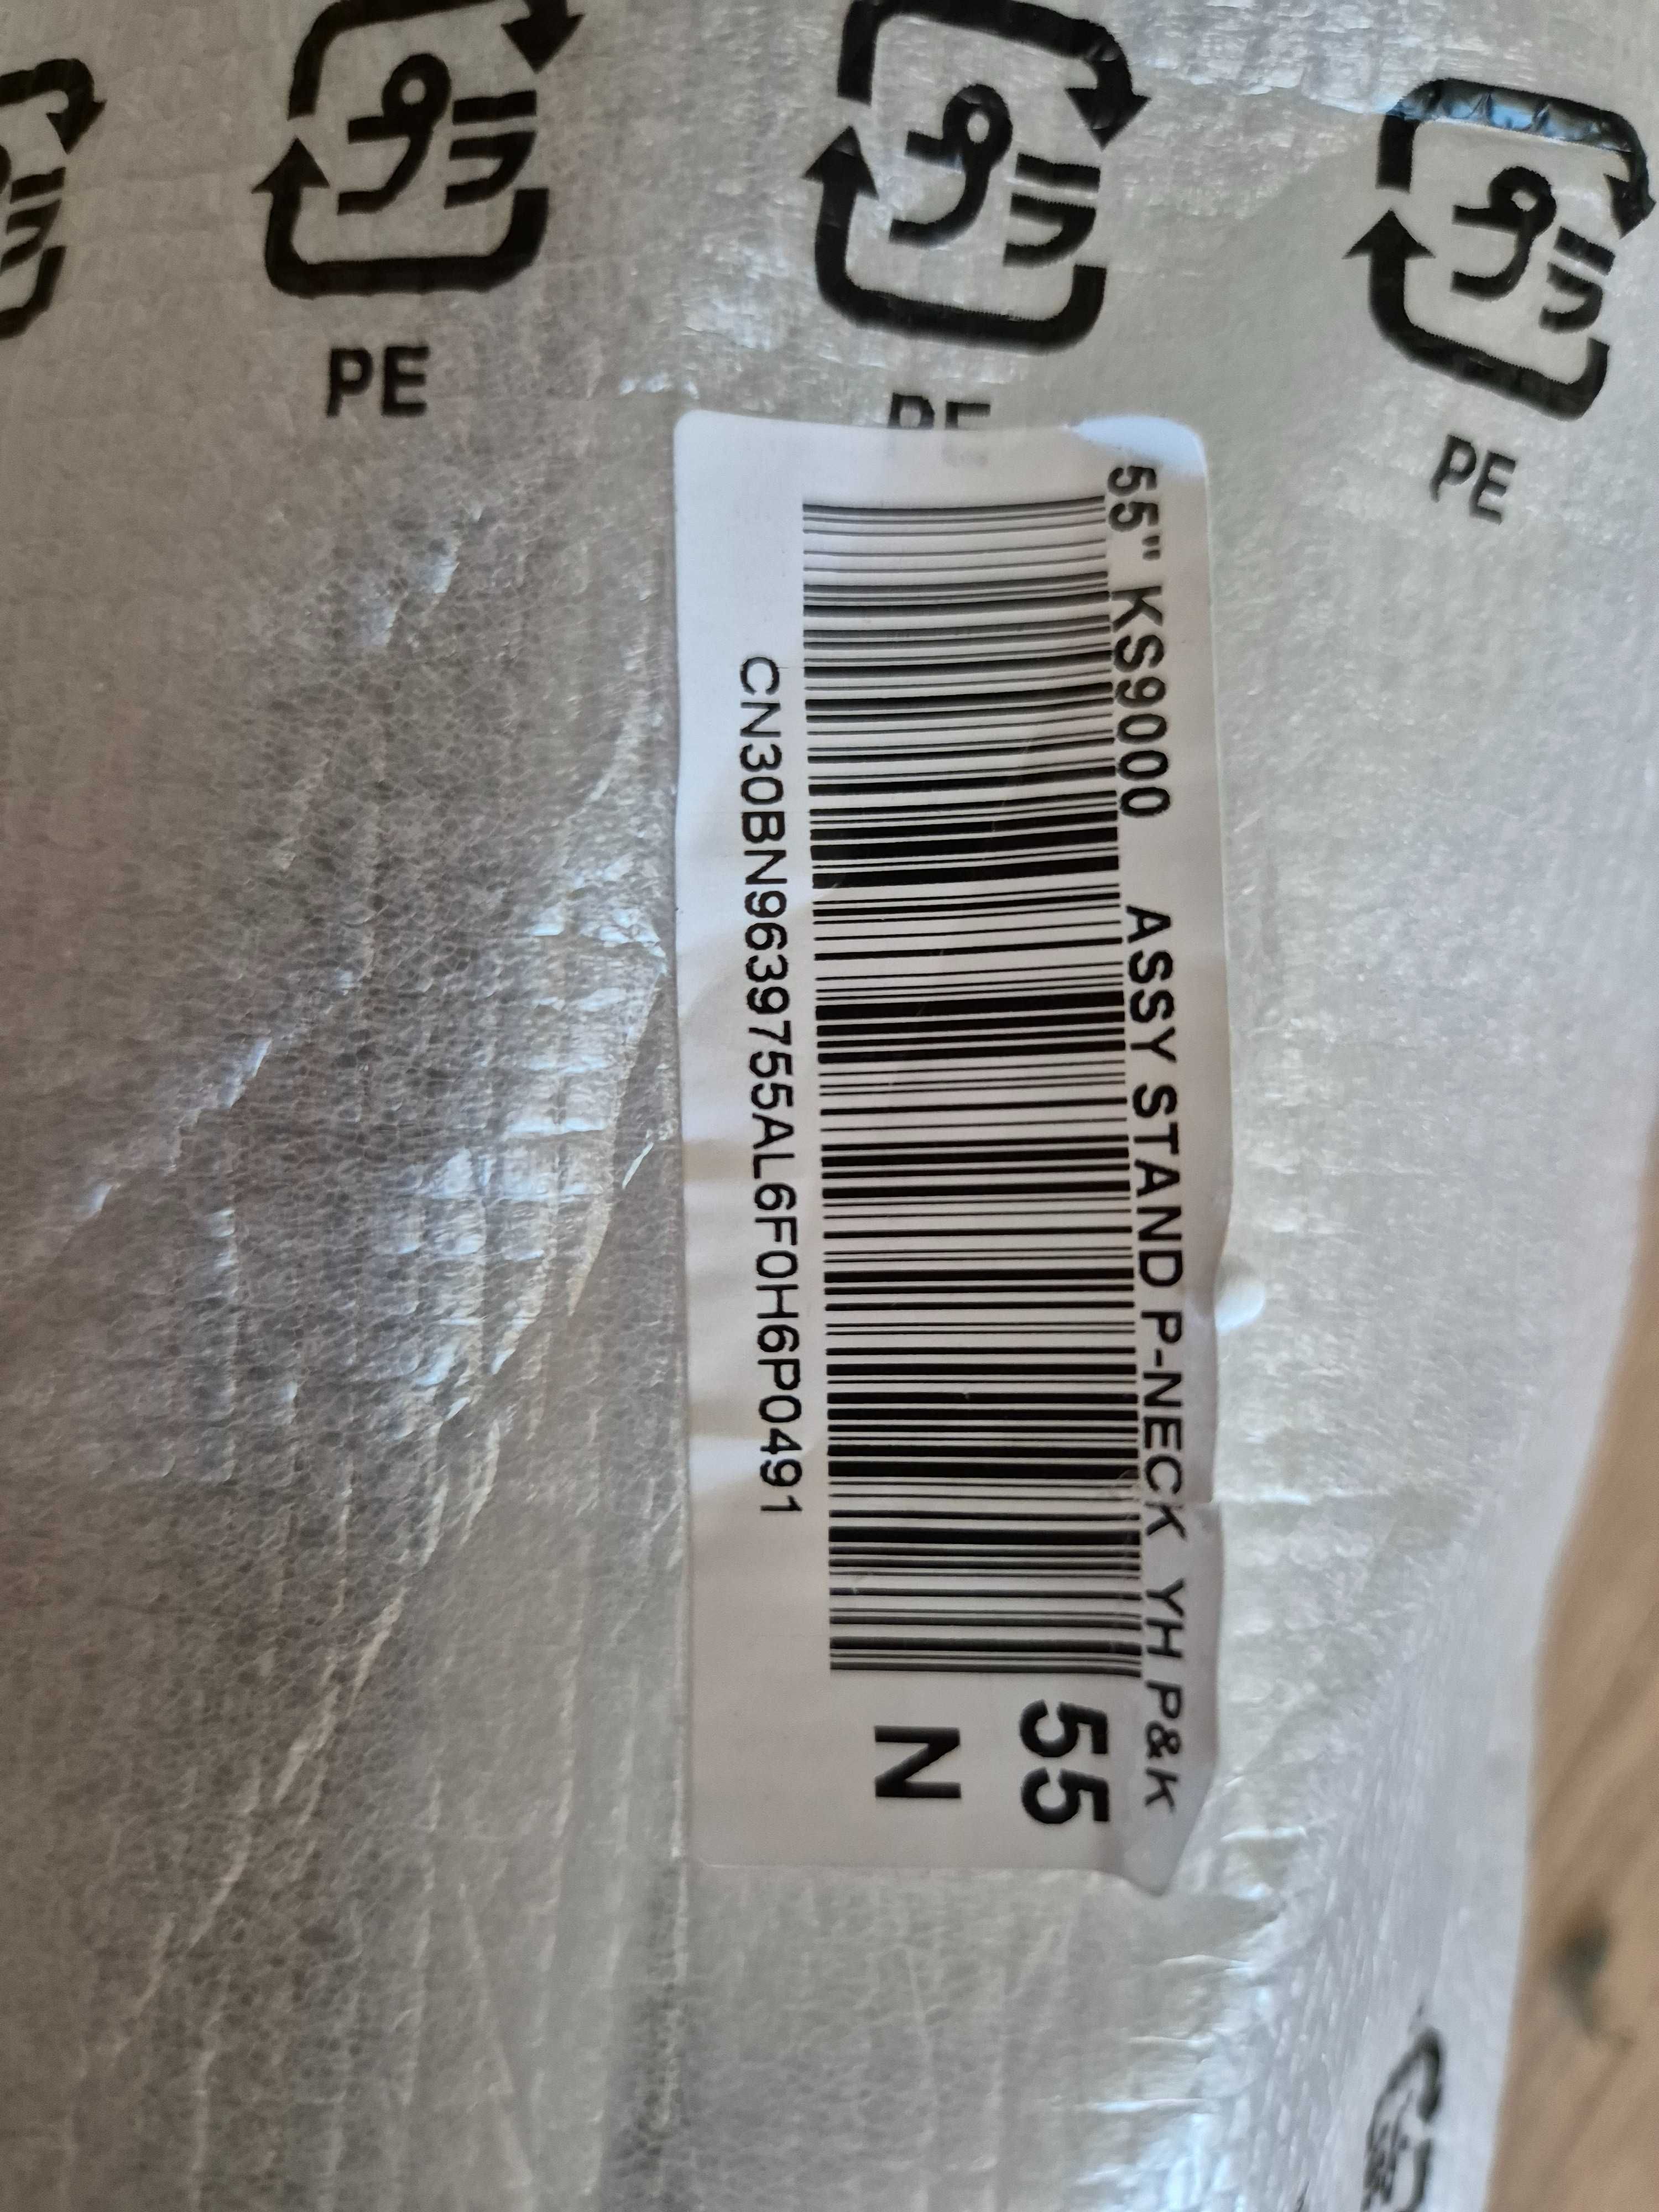 プラ
PE
プラ
PE
プラ
PE
55" KS9000 ASSY STAND P-NECK YH P&K
55
N
CN30BN9639755AL6F0H6P0491